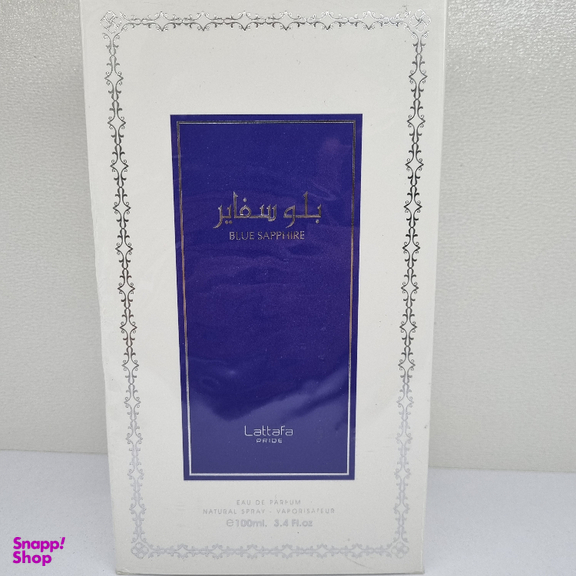 بلو سفاير
BLUE SAPPHIRE
Lattafa
PRIDE
EAU DE PARFUM
NATURAL SPRAY - VAPORISATEUR
℮100ml. 3.4 Fl.oz
Snapp!
Shop